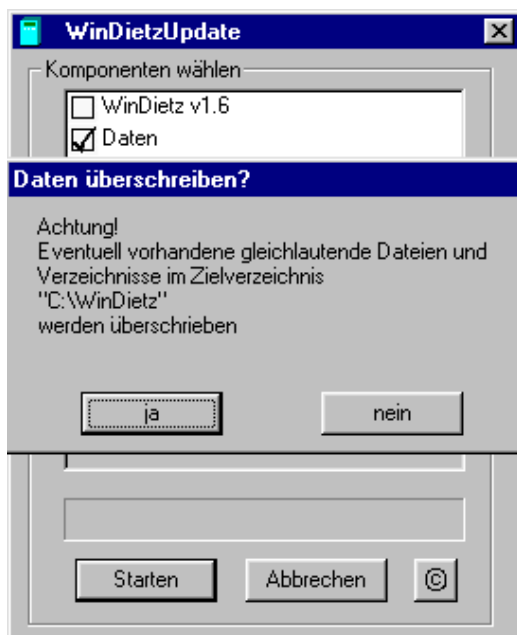 WinDietzUpdate
Komponenten wählen
WinDietz v1.6
Daten
Daten überschreiben?
Achtung!
Eventuell vorhandene gleichlautende Dateien und
Verzeichnisse im Zielverzeichnis
"C:\WinDietz"
werden überschrieben
ja nein
Starten Abbrechen ©